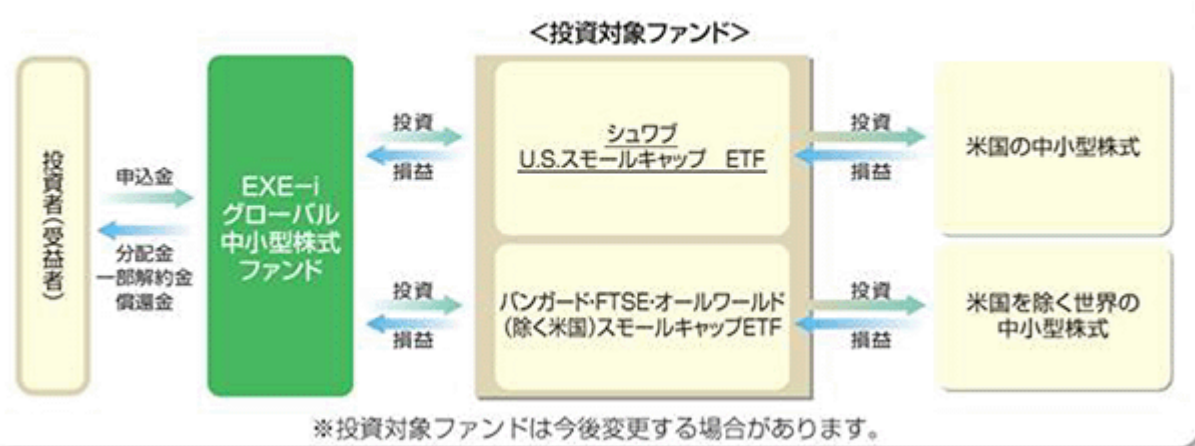 <投資対象ファンド>
投資者(受益者)
申込金
分配金
一部解約金
償還金
EXE-i
グローバル
中小型株式
ファンド
投資
損益
シュワブ
U.S.スモールキャップ ETF
投資
損益
米国の中小型株式
投資
損益
バンガード・FTSE・オールワールド
(除く米国)スモールキャップETF
投資
損益
米国を除く世界の
中小型株式
※投資対象ファンドは今後変更する場合があります。